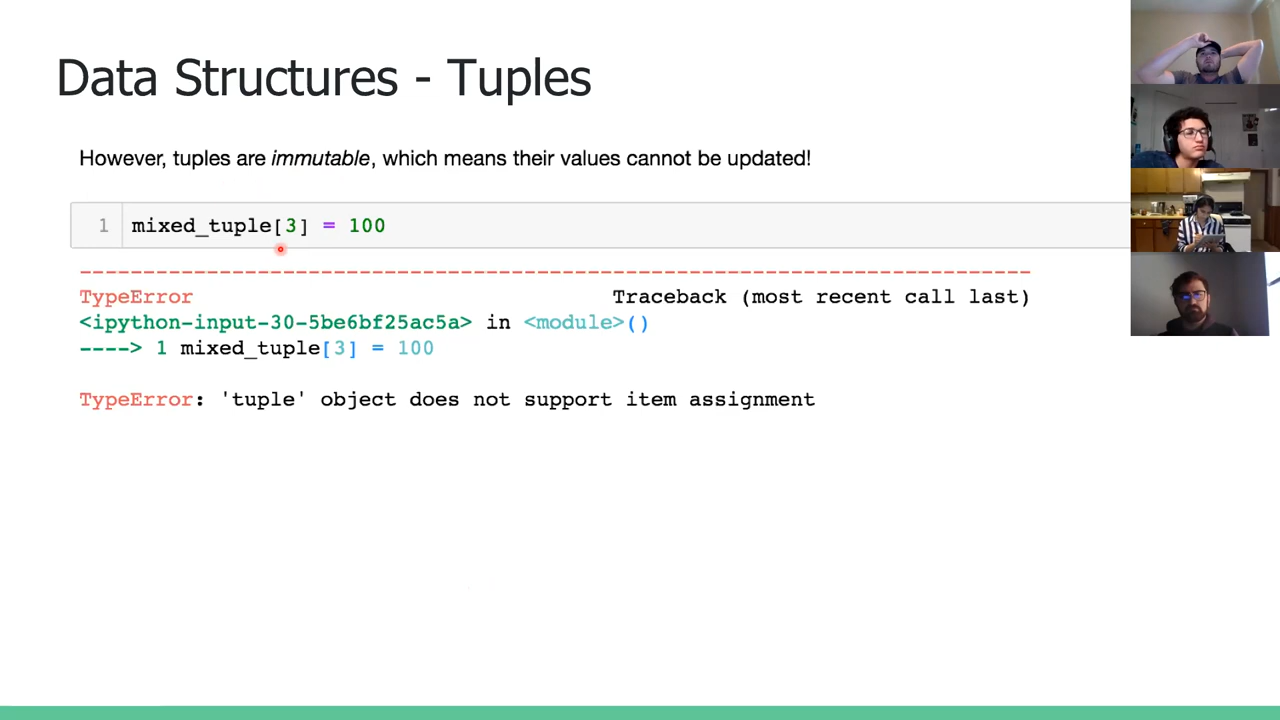 Data Structures - Tuples
However, tuples are immutable, which means their values cannot be updated!
1 mixed_tuple[3] = 100
---------------------------------------------------------------------------
TypeError Traceback (most recent call last)
<ipython-input-30-5be6bf25ac5a> in <module>()
----> 1 mixed_tuple[3] = 100
TypeError: 'tuple' object does not support item assignment